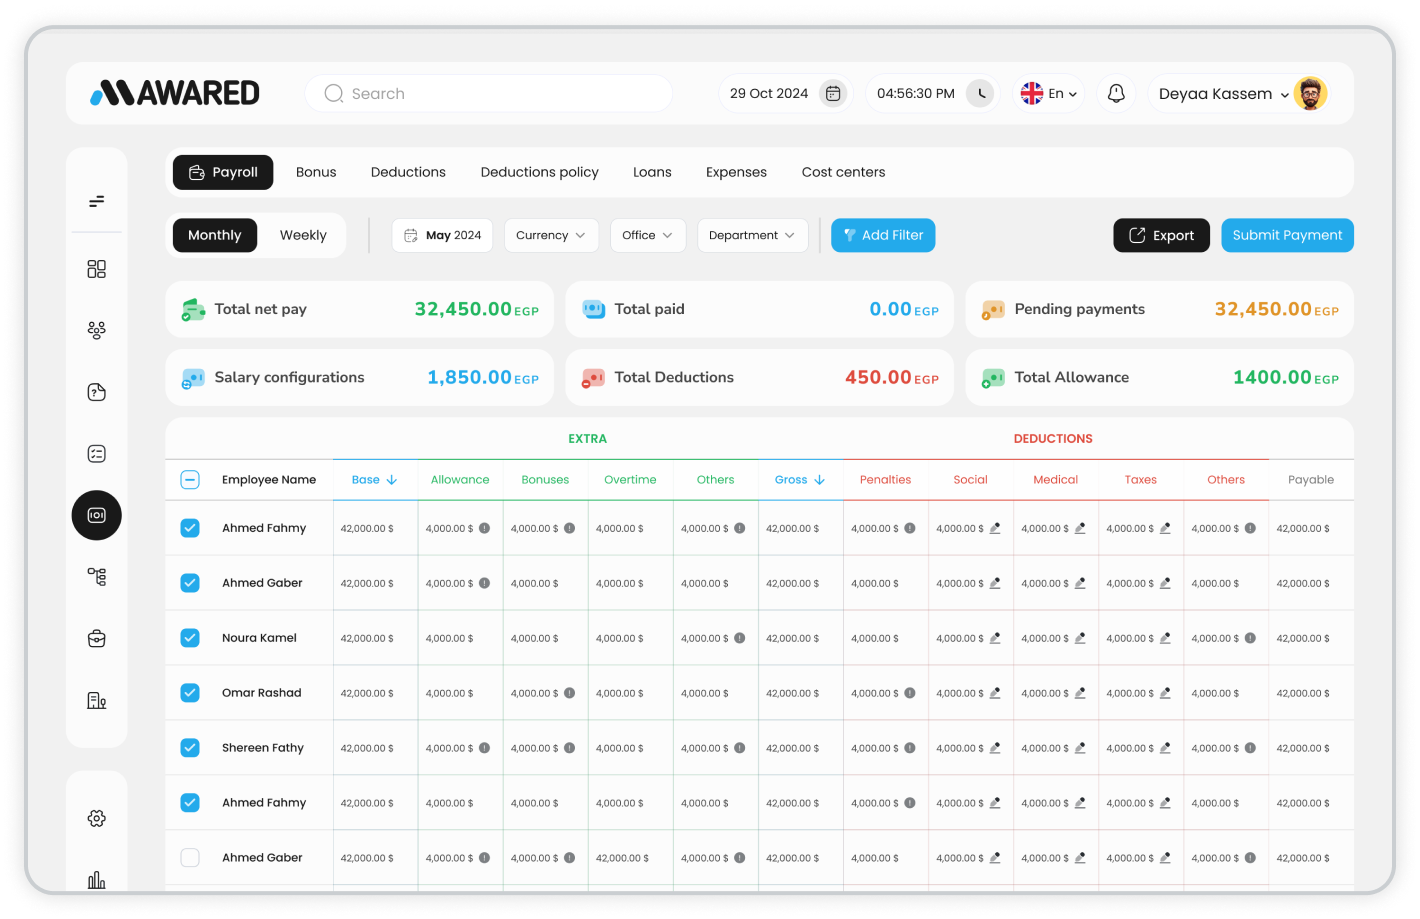 MAWARED
Search
29 Oct 2024
04:56:30 PM
En
Deyaa Kassem
Payroll Bonus Deductions Deductions policy Loans Expenses Cost centers
Monthly Weekly May 2024 Currency Office Department Add Filter Export Submit Payment
Total net pay 32,450.00 EGP Total paid 0.00 EGP Pending payments 32,450.00 EGP
Salary configurations 1,850.00 EGP Total Deductions 450.00 EGP Total Allowance 1400.00 EGP
EXTRA DEDUCTIONS
Employee Name Base Allowance Bonuses Overtime Others Gross Penalties Social Medical Taxes Others Payable
Ahmed Fahmy 42,000.00 $ 4,000.00 $ 4,000.00 $ 4,000.00 $ 4,000.00 $ 42,000.00 $ 4,000.00 $ 4,000.00 $ 4,000.00 $ 4,000.00 $ 4,000.00 $ 42,000.00 $
Ahmed Gaber 42,000.00 $ 4,000.00 $ 4,000.00 $ 4,000.00 $ 4,000.00 $ 42,000.00 $ 4,000.00 $ 4,000.00 $ 4,000.00 $ 4,000.00 $ 4,000.00 $ 42,000.00 $
Noura Kamel 42,000.00 $ 4,000.00 $ 4,000.00 $ 4,000.00 $ 4,000.00 $ 42,000.00 $ 4,000.00 $ 4,000.00 $ 4,000.00 $ 4,000.00 $ 4,000.00 $ 42,000.00 $
Omar Rashad 42,000.00 $ 4,000.00 $ 4,000.00 $ 4,000.00 $ 4,000.00 $ 42,000.00 $ 4,000.00 $ 4,000.00 $ 4,000.00 $ 4,000.00 $ 4,000.00 $ 42,000.00 $
Shereen Fathy 42,000.00 $ 4,000.00 $ 4,000.00 $ 4,000.00 $ 4,000.00 $ 42,000.00 $ 4,000.00 $ 4,000.00 $ 4,000.00 $ 4,000.00 $ 4,000.00 $ 42,000.00 $
Ahmed Fahmy 42,000.00 $ 4,000.00 $ 4,000.00 $ 4,000.00 $ 4,000.00 $ 42,000.00 $ 4,000.00 $ 4,000.00 $ 4,000.00 $ 4,000.00 $ 4,000.00 $ 42,000.00 $
Ahmed Gaber 42,000.00 $ 4,000.00 $ 4,000.00 $ 42,000.00 $ 4,000.00 $ 42,000.00 $ 4,000.00 $ 4,000.00 $ 4,000.00 $ 4,000.00 $ 4,000.00 $ 42,000.00 $